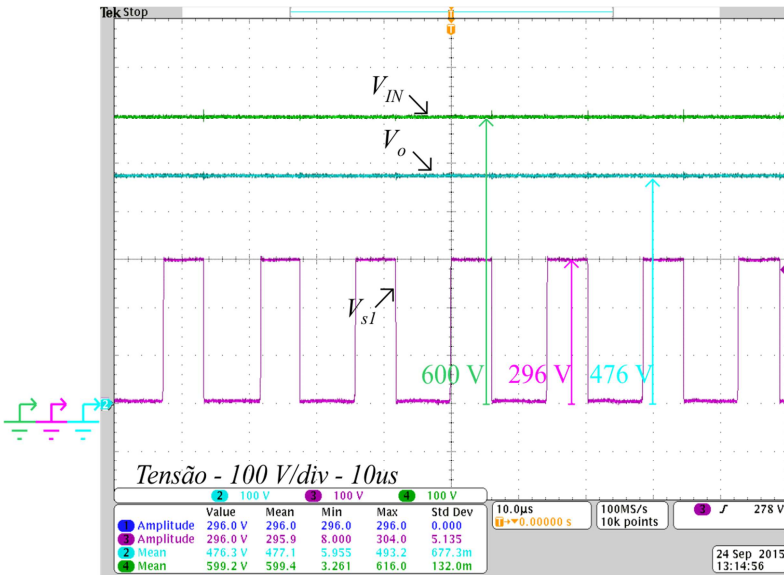 Tek Stop
T
T
V_IN
V_o
V_s1
600 V 296 V 476 V
2
Tensão - 100 V/div - 10us
2 100 V 3 100 V 4 100 V
Value Mean Min Max Std Dev
1 Amplitude 296.0 V 296.0 296.0 296.0 0.000
3 Amplitude 296.0 V 295.9 8.000 304.0 5.135
2 Mean 476.3 V 477.1 5.955 493.2 677.3m
4 Mean 599.2 V 599.4 3.261 616.0 132.0m
10.0µs
T→▼0.00000 s
100MS/s
10k points
3 ∫ 278 V
24 Sep 2015
13:14:56